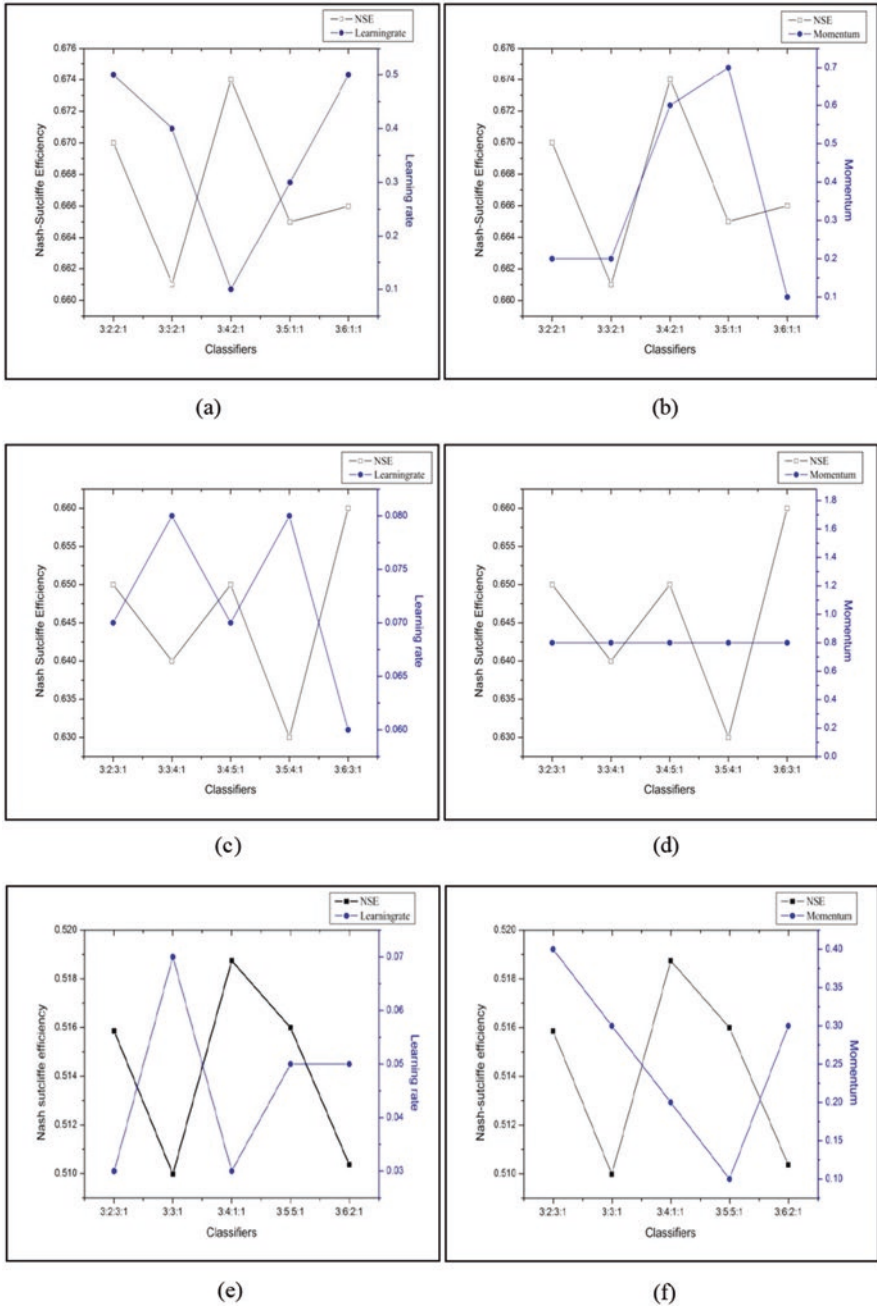 NSE
Learningrate
0.676
0.674
0.672
0.670
0.668
0.666
0.664
0.662
0.660
Nash-Sutcliffe Efficiency
0.5
0.4
0.3
0.2
0.1
Learning rate
3:2:2:1 3:3:2:1 3:4:2:1 3:5:1:1 3:6:1:1
Classifiers
(a)
NSE
Momentum
0.676
0.674
0.672
0.670
0.668
0.666
0.664
0.662
0.660
Nash-Sutcliffe Efficiency
0.7
0.6
0.5
0.4
0.3
0.2
0.1
Momentum
3:2:2:1 3:3:2:1 3:4:2:1 3:5:1:1 3:6:1:1
Classifiers
(b)
NSE
Learningrate
0.660
0.655
0.650
0.645
0.640
0.635
0.630
Nash Sutcliffe Efficiency
0.080
0.075
0.070
0.065
0.060
Learning rate
3:2:3:1 3:3:4:1 3:4:5:1 3:5:4:1 3:6:3:1
Classifiers
(c)
NSE
Momentum
0.660
0.655
0.650
0.645
0.640
0.635
0.630
Nash Sutcliffe Efficiency
1.8
1.6
1.4
1.2
1.0
0.8
0.6
0.4
0.2
0.0
Momentum
3:2:3:1 3:3:4:1 3:4:5:1 3:5:4:1 3:6:3:1
Classifiers
(d)
NSE
Learningrate
0.520
0.518
0.516
0.514
0.512
0.510
Nash sutcliffe efficiency
0.07
0.06
0.05
0.04
0.03
Learning rate
3:2:3:1 3:3:1 3:4:1:1 3:5:5:1 3:6:2:1
Classifiers
(e)
NSE
Momentum
0.520
0.518
0.516
0.514
0.512
0.510
Nash-sutcliffe efficiency
0.40
0.30
0.20
0.10
Momentum
3:2:3:1 3:3:1 3:4:1:1 3:5:5:1 3:6:2:1
Classifiers
(f)